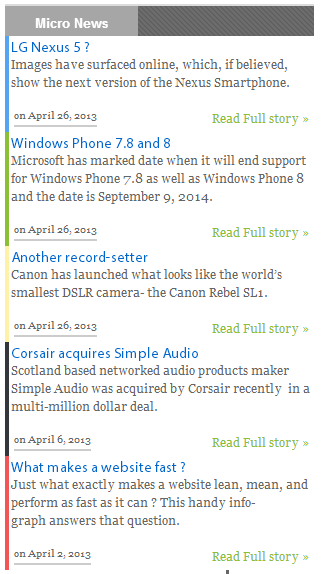 Micro News
LG Nexus 5 ?
Images have surfaced online, which, if believed,
show the next version of the Nexus Smartphone.
on April 26, 2013
Read Full story »
Windows Phone 7.8 and 8
Microsoft has marked date when it will end support
for Windows Phone 7.8 as well as Windows Phone 8
and the date is September 9, 2014.
on April 26, 2013
Read Full story »
Another record-setter
Canon has launched what looks like the world's
smallest DSLR camera- the Canon Rebel SL1.
on April 26, 2013
Read Full story »
Corsair acquires Simple Audio
Scotland based networked audio products maker
Simple Audio was acquired by Corsair recently in a
multi-million dollar deal.
on April 6, 2013
Read Full story »
What makes a website fast ?
Just what exactly makes a website lean, mean, and
perform as fast as it can ? This handy info-
graph answers that question.
on April 2, 2013
Read Full story »